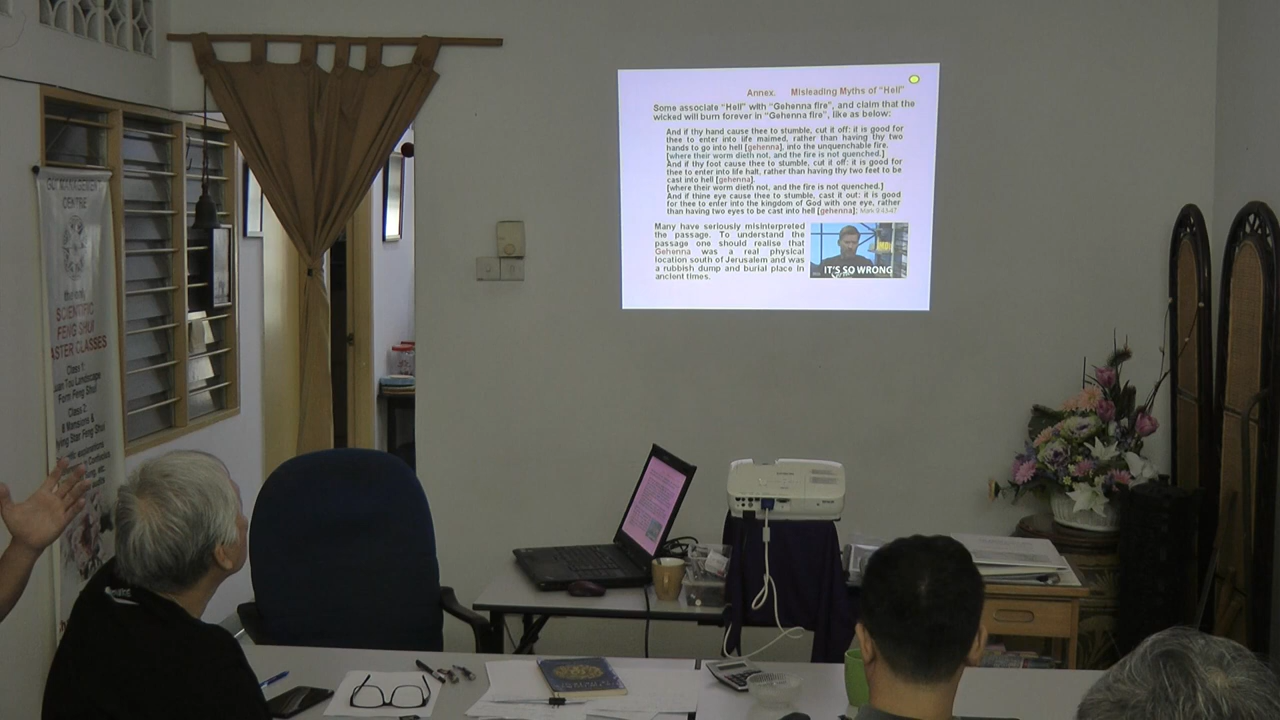 Annex. Misleading Myths of "Hell"
Some associate "Hell" with "Gehenna fire", and claim that the
wicked will burn forever in "Gehenna fire", like as below:
And if thy hand cause thee to stumble, cut it off: it is good for
thee to enter into life maimed, rather than having thy two
hands to go into hell [gehenna], into the unquenchable fire.
[where their worm dieth not, and the fire is not quenched.]
And if thy foot cause thee to stumble, cut it off: it is good for
thee to enter into life halt, rather than having thy two feet to be
cast into hell [gehenna].
[where their worm dieth not, and the fire is not quenched.]
And if thine eye cause thee to stumble, cast it out: it is good
for thee to enter into the kingdom of God with one eye, rather
than having two eyes to be cast into hell [gehenna]; Mark 9:43-47
Many have seriously misinterpreted
the passage. To understand the
passage one should realise that
Gehenna was a real physical
location south of Jerusalem and was
a rubbish dump and burial place in
ancient times.
IT'S SO WRONG
MANAGEMENT
CENTRE
SCIENTIFIC
FENG SHUI
ASTER CLASSES
Class 1.
Landscape
Form Feng Shui
Class 2.
& Mansions &
ying Star Feng Shui